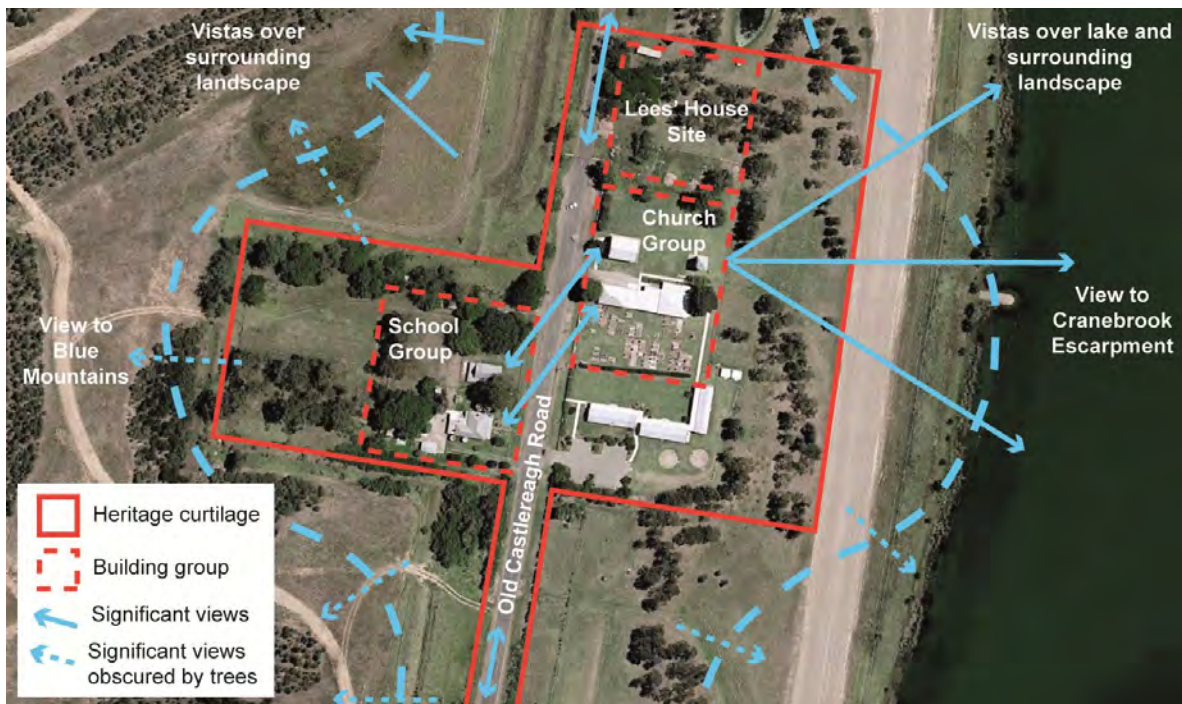 Vistas over
surrounding
landscape
Vistas over lake and
surrounding
landscape
Lees' House
Site
Church
Group
School
Group
View to
Blue
Mountains
View to
Cranebrook
Escarpment
Old Castlereagh Road
Heritage curtilage
Building group
Significant views
Significant views
obscured by trees